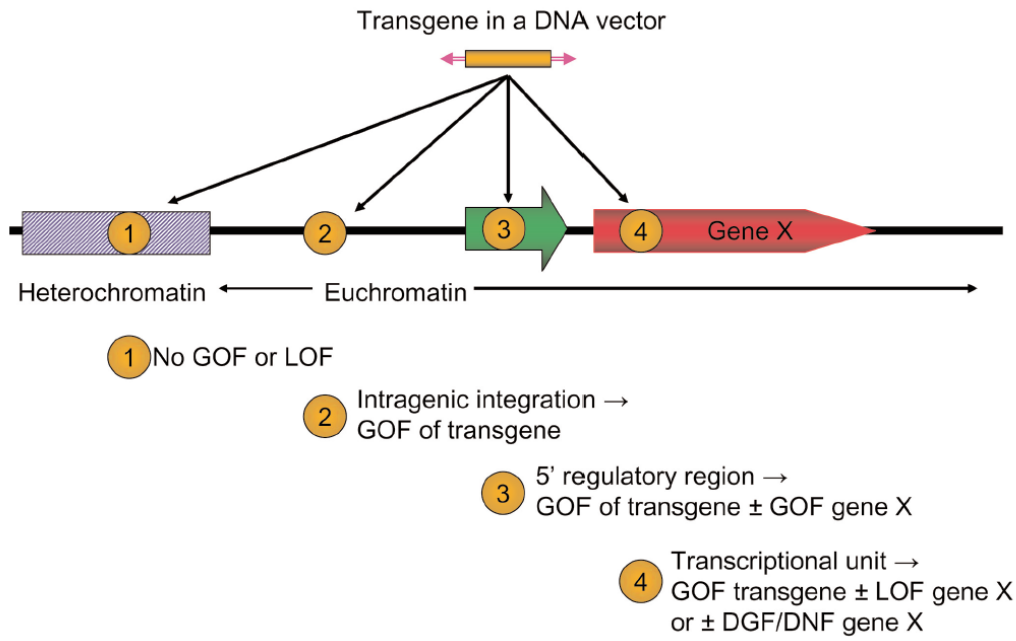 Transgene in a DNA vector
1
2
3
4
Gene X
Heterochromatin
Euchromatin
1 No GOF or LOF
2 Intragenic integration →
GOF of transgene
3 5’ regulatory region →
GOF of transgene ± GOF gene X
4 Transcriptional unit →
GOF transgene ± LOF gene X
or ± DGF/DNF gene X